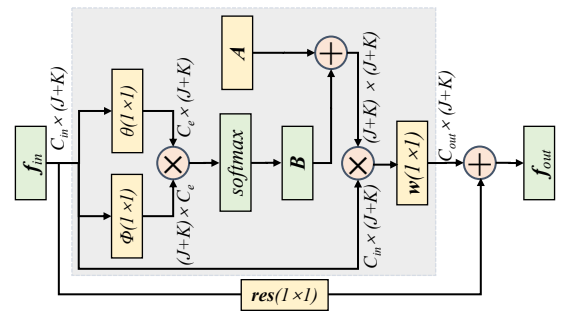 f_in
C_in × (J+K)
θ(1×1)
Φ(1×1)
C_e × (J+K)
(J+K) × C_e
softmax
A
B
(J+K) × (J+K)
C_in × (J+K)
w(1×1)
C_out × (J+K)
f_out
res(1×1)